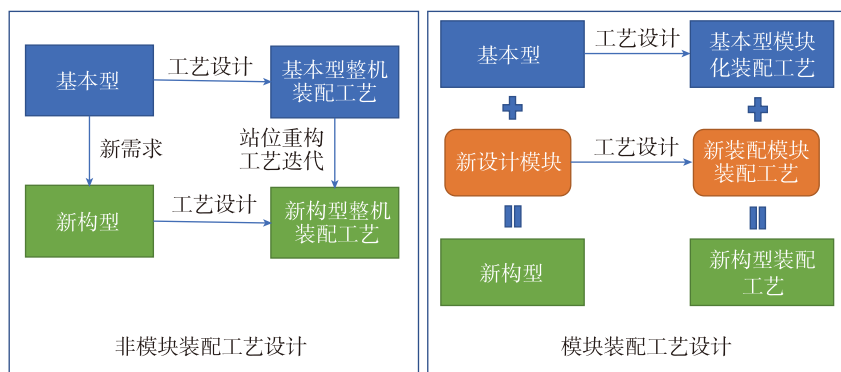 基本型
工艺设计
基本型整机
装配工艺
新需求
站位重构
工艺迭代
新构型
工艺设计
新构型整机
装配工艺
非模块装配工艺设计
基本型
工艺设计
基本型模块
化装配工艺
新设计模块
工艺设计
新装配模块
装配工艺
新构型
新构型装配
工艺
模块装配工艺设计